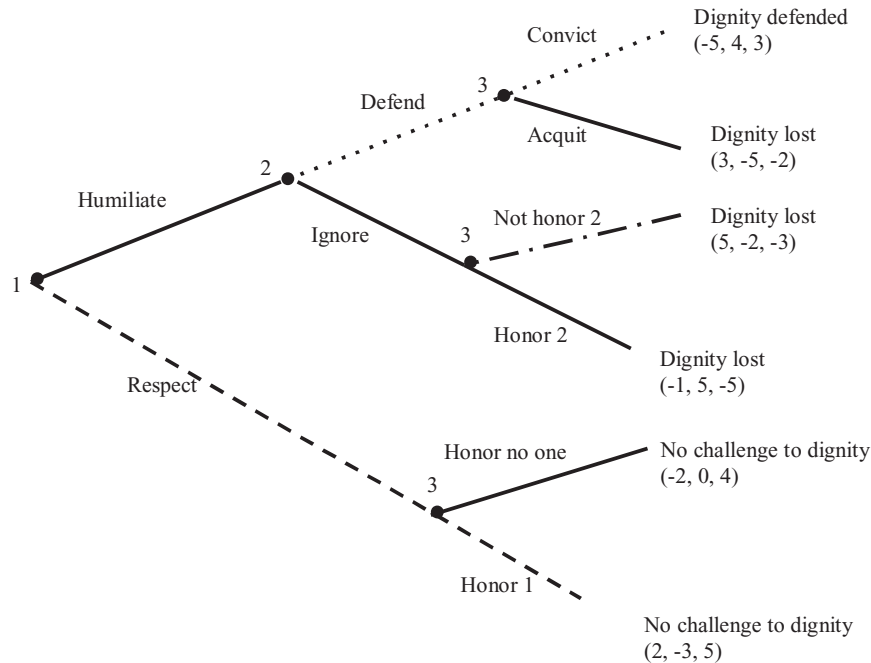 Convict
Dignity defended
(-5, 4, 3)
3
Defend
Acquit
Dignity lost
(3, -5, -2)
2
Humiliate
Not honor 2
Dignity lost
(5, -2, -3)
Ignore
3
1
Honor 2
Dignity lost
(-1, 5, -5)
Respect
Honor no one
No challenge to dignity
(-2, 0, 4)
3
Honor 1
No challenge to dignity
(2, -3, 5)